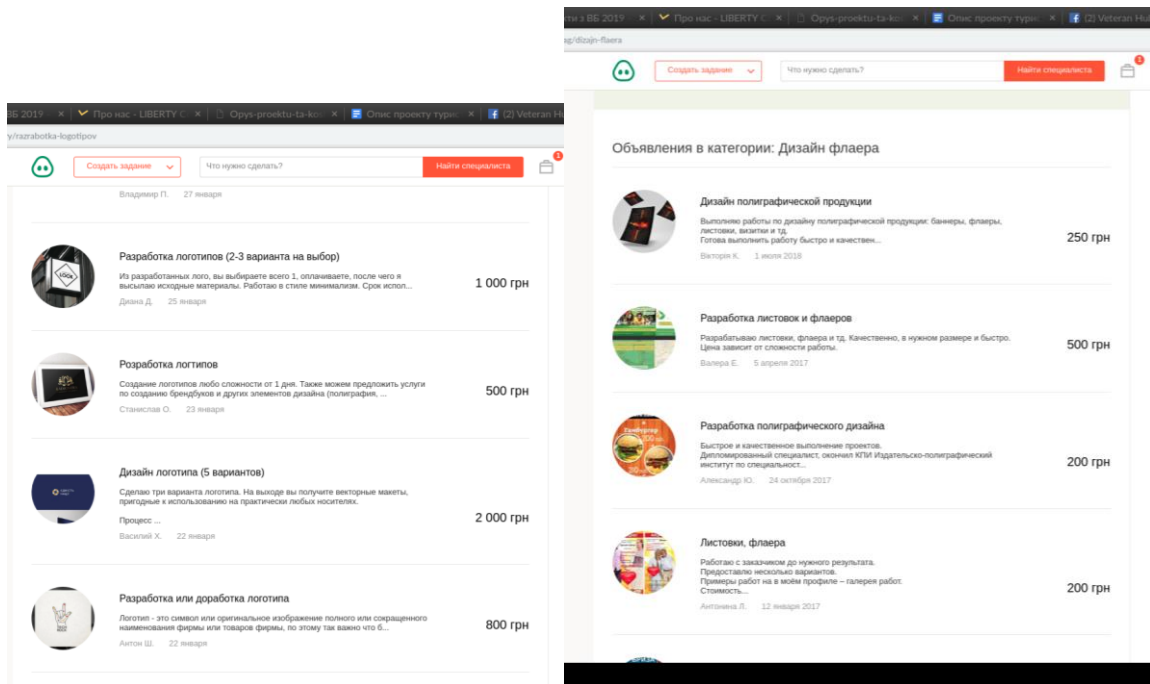 ВБ 2019
Про нас - LIBERTY C
Opys-proektu-ta-ko
Опис проекту турис
(2) Veteran H
y/razrabotka-logotipov
Создать задание
Что нужно сделать?
Найти специалиста
1
Владимир П. 27 января
Разработка логотипов (2-3 варианта на выбор)
Из разработанных лого, вы выбираете всего 1, оплачиваете, после чего я
высылаю исходные материалы. Работаю в стиле минимализм. Срок испол...
1 000 грн
Диана Д. 25 января
Розработка логтипов
Создание логотипов любо сложности от 1 дня. Также можем предложить услуги
по созданию брендбуков и других элементов дизайна (полиграфия, ...
500 грн
Станислав О. 23 января
Дизайн логотипа (5 вариантов)
Сделаю три варианта логотипа. На выходе вы получите векторные макеты,
пригодные к использованию на практически любых носителях.
Процесс ...
2 000 грн
Василий Х. 22 января
Разработка или доработка логотипа
Логотип - это символ или оригинальное изображение полного или сокращенного
наименования фирмы или товаров фирмы, по этому так важно что б...
800 грн
Антон Ш. 22 января
ти з ВБ 2019
Про нас - LIBERTY C
Opys-proektu-ta-ko
Опис проекту турис
(2) Veteran Hu
ag/dizajn-flaera
Создать задание
Что нужно сделать?
Найти специалиста
1
Объявления в категории: Дизайн флаера
Дизайн полиграфической продукции
Выполняю работы по дизайну полиграфической продукции: баннеры, флаеры,
листовки, визитки и тд.
Готова выполнить работу быстро и качествен...
250 грн
Вікторія К. 1 июля 2018
Разработка листовок и флаеров
Разрабатываю листовки, флаера и тд. Качественно, в нужном размере и быстро.
Цена зависит от сложности работы.
500 грн
Валера Е. 5 апреля 2017
Разработка полиграфического дизайна
Быстрое и качественное выполнение проектов.
Дипломированный специалист, окончил КПИ Издательско-полиграфический
институт по специальност...
200 грн
Александр Ю. 24 октября 2017
Листовки, флаера
Работаю с заказчиком до нужного результата.
Предоставлю несколько вариантов.
Примеры работ на в моём профиле – галерея работ.
Стоимость...
200 грн
Антонина Л. 12 января 2017